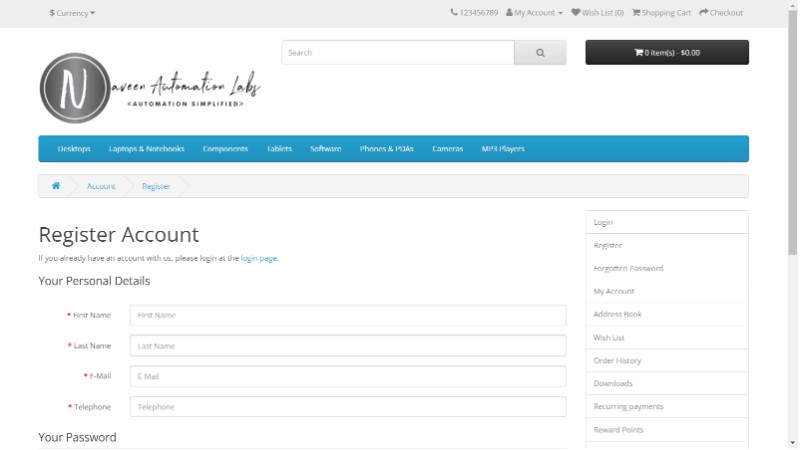 $ Currency
123456789 My Account Wish List (0) Shopping Cart Checkout
Search
0 item(s) - $0.00
N
aveen Automation Labs
<AUTOMATION SIMPLIFIED>
Desktops Laptops & Notebooks Components Tablets Software Phones & PDAs Cameras MP3 Players
Account Register
Register Account
If you already have an account with us, please login at the login page.
Your Personal Details
* First Name First Name
* Last Name Last Name
* E-Mail E-Mail
* Telephone Telephone
Your Password
Login
Register
Forgotten Password
My Account
Address Book
Wish List
Order History
Downloads
Recurring payments
Reward Points